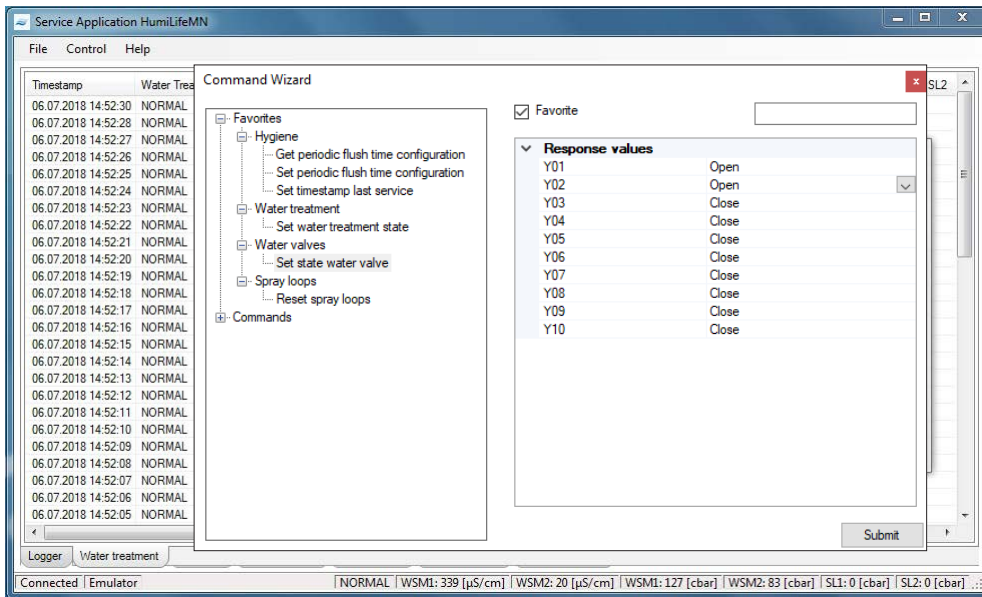 Service Application HumiLifeMN
File Control Help
Timestamp Water Trea SL2
06.07.2018 14:52:30 NORMAL
06.07.2018 14:52:28 NORMAL
06.07.2018 14:52:27 NORMAL
06.07.2018 14:52:26 NORMAL
06.07.2018 14:52:25 NORMAL
06.07.2018 14:52:24 NORMAL
06.07.2018 14:52:23 NORMAL
06.07.2018 14:52:22 NORMAL
06.07.2018 14:52:21 NORMAL
06.07.2018 14:52:20 NORMAL
06.07.2018 14:52:19 NORMAL
06.07.2018 14:52:18 NORMAL
06.07.2018 14:52:17 NORMAL
06.07.2018 14:52:16 NORMAL
06.07.2018 14:52:15 NORMAL
06.07.2018 14:52:14 NORMAL
06.07.2018 14:52:13 NORMAL
06.07.2018 14:52:12 NORMAL
06.07.2018 14:52:11 NORMAL
06.07.2018 14:52:10 NORMAL
06.07.2018 14:52:09 NORMAL
06.07.2018 14:52:08 NORMAL
06.07.2018 14:52:07 NORMAL
06.07.2018 14:52:06 NORMAL
06.07.2018 14:52:05 NORMAL
Command Wizard
Favorites
Hygiene
Get periodic flush time configuration
Set periodic flush time configuration
Set timestamp last service
Water treatment
Set water treatment state
Water valves
Set state water valve
Spray loops
Reset spray loops
Commands
Favorite
Response values
Y01 Open
Y02 Open
Y03 Close
Y04 Close
Y05 Close
Y06 Close
Y07 Close
Y08 Close
Y09 Close
Y10 Close
Submit
Logger Water treatment
Connected Emulator NORMAL WSM1: 339 [µS/cm] WSM2: 20 [µS/cm] WSM1: 127 [cbar] WSM2: 83 [cbar] SL1: 0 [cbar] SL2: 0 [cbar]